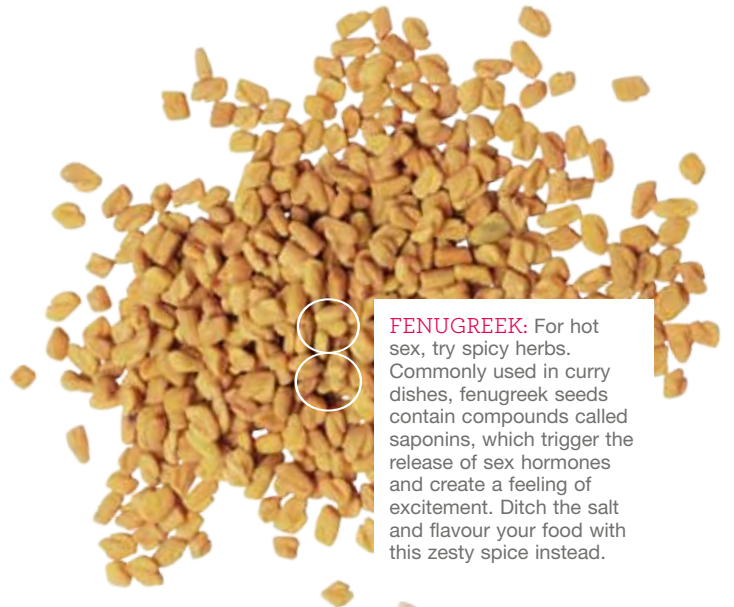 8
FENUGREEK: For hot
sex, try spicy herbs.
Commonly used in curry
dishes, fenugreek seeds
contain compounds called
saponins, which trigger the
release of sex hormones
and create a feeling of
excitement. Ditch the salt
and flavour your food with
this zesty spice instead.